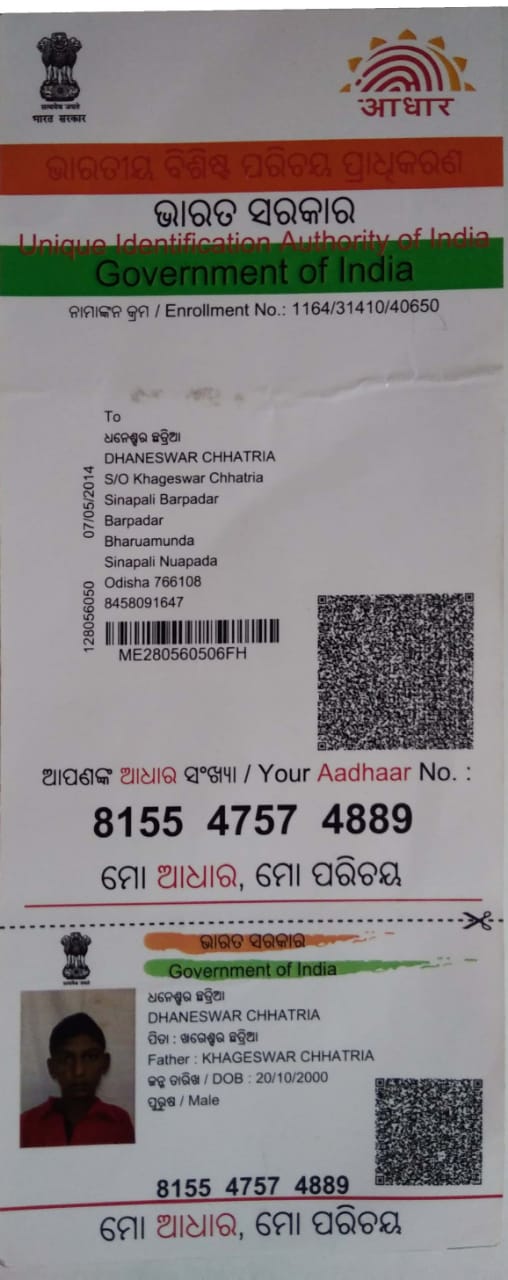 सत्यमेव जयते
भारत सरकार
आधार
ଭାରତୀୟ ବିଶିଷ୍ଟ ପରିଚୟ ପ୍ରାଧିକରଣ
ଭାରତ ସରକାର
Unique Identification Authority of India
Government of India
ନାମାଙ୍କନ କ୍ରମ / Enrollment No.: 1164/31410/40650
To
ଧନେଶ୍ୱର ଛତ୍ରିଆ
DHANESWAR CHHATRIA
S/O Khageswar Chhatria
Sinapali Barpadar
Barpadar
Bharuamunda
Sinapali Nuapada
Odisha 766108
8458091647
128056050 07/05/2014
ME280560506FH
ଆପଣଙ୍କ ଆଧାର ସଂଖ୍ୟା / Your Aadhaar No. :
8155 4757 4889
ମୋ ଆଧାର, ମୋ ପରିଚୟ
ଭାରତ ସରକାର
Government of India
ଧନେଶ୍ୱର ଛତ୍ରିଆ
DHANESWAR CHHATRIA
ପିତା : ଖଗେଶ୍ୱର ଛତ୍ରିଆ
Father : KHAGESWAR CHHATRIA
ଜନ୍ମ ତାରିଖ / DOB : 20/10/2000
ପୁରୁଷ / Male
8155 4757 4889
ମୋ ଆଧାର, ମୋ ପରିଚୟ